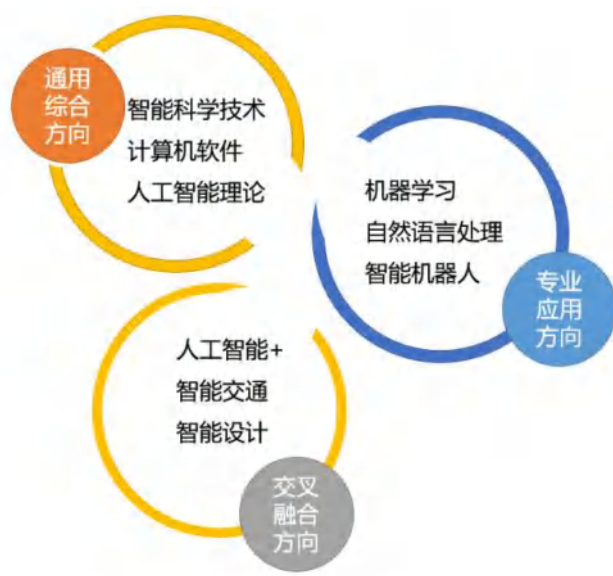 通用
综合
方向
智能科学技术
计算机软件
人工智能理论
机器学习
自然语言处理
智能机器人
专业
应用
方向
人工智能+
智能交通
智能设计
交叉
融合
方向